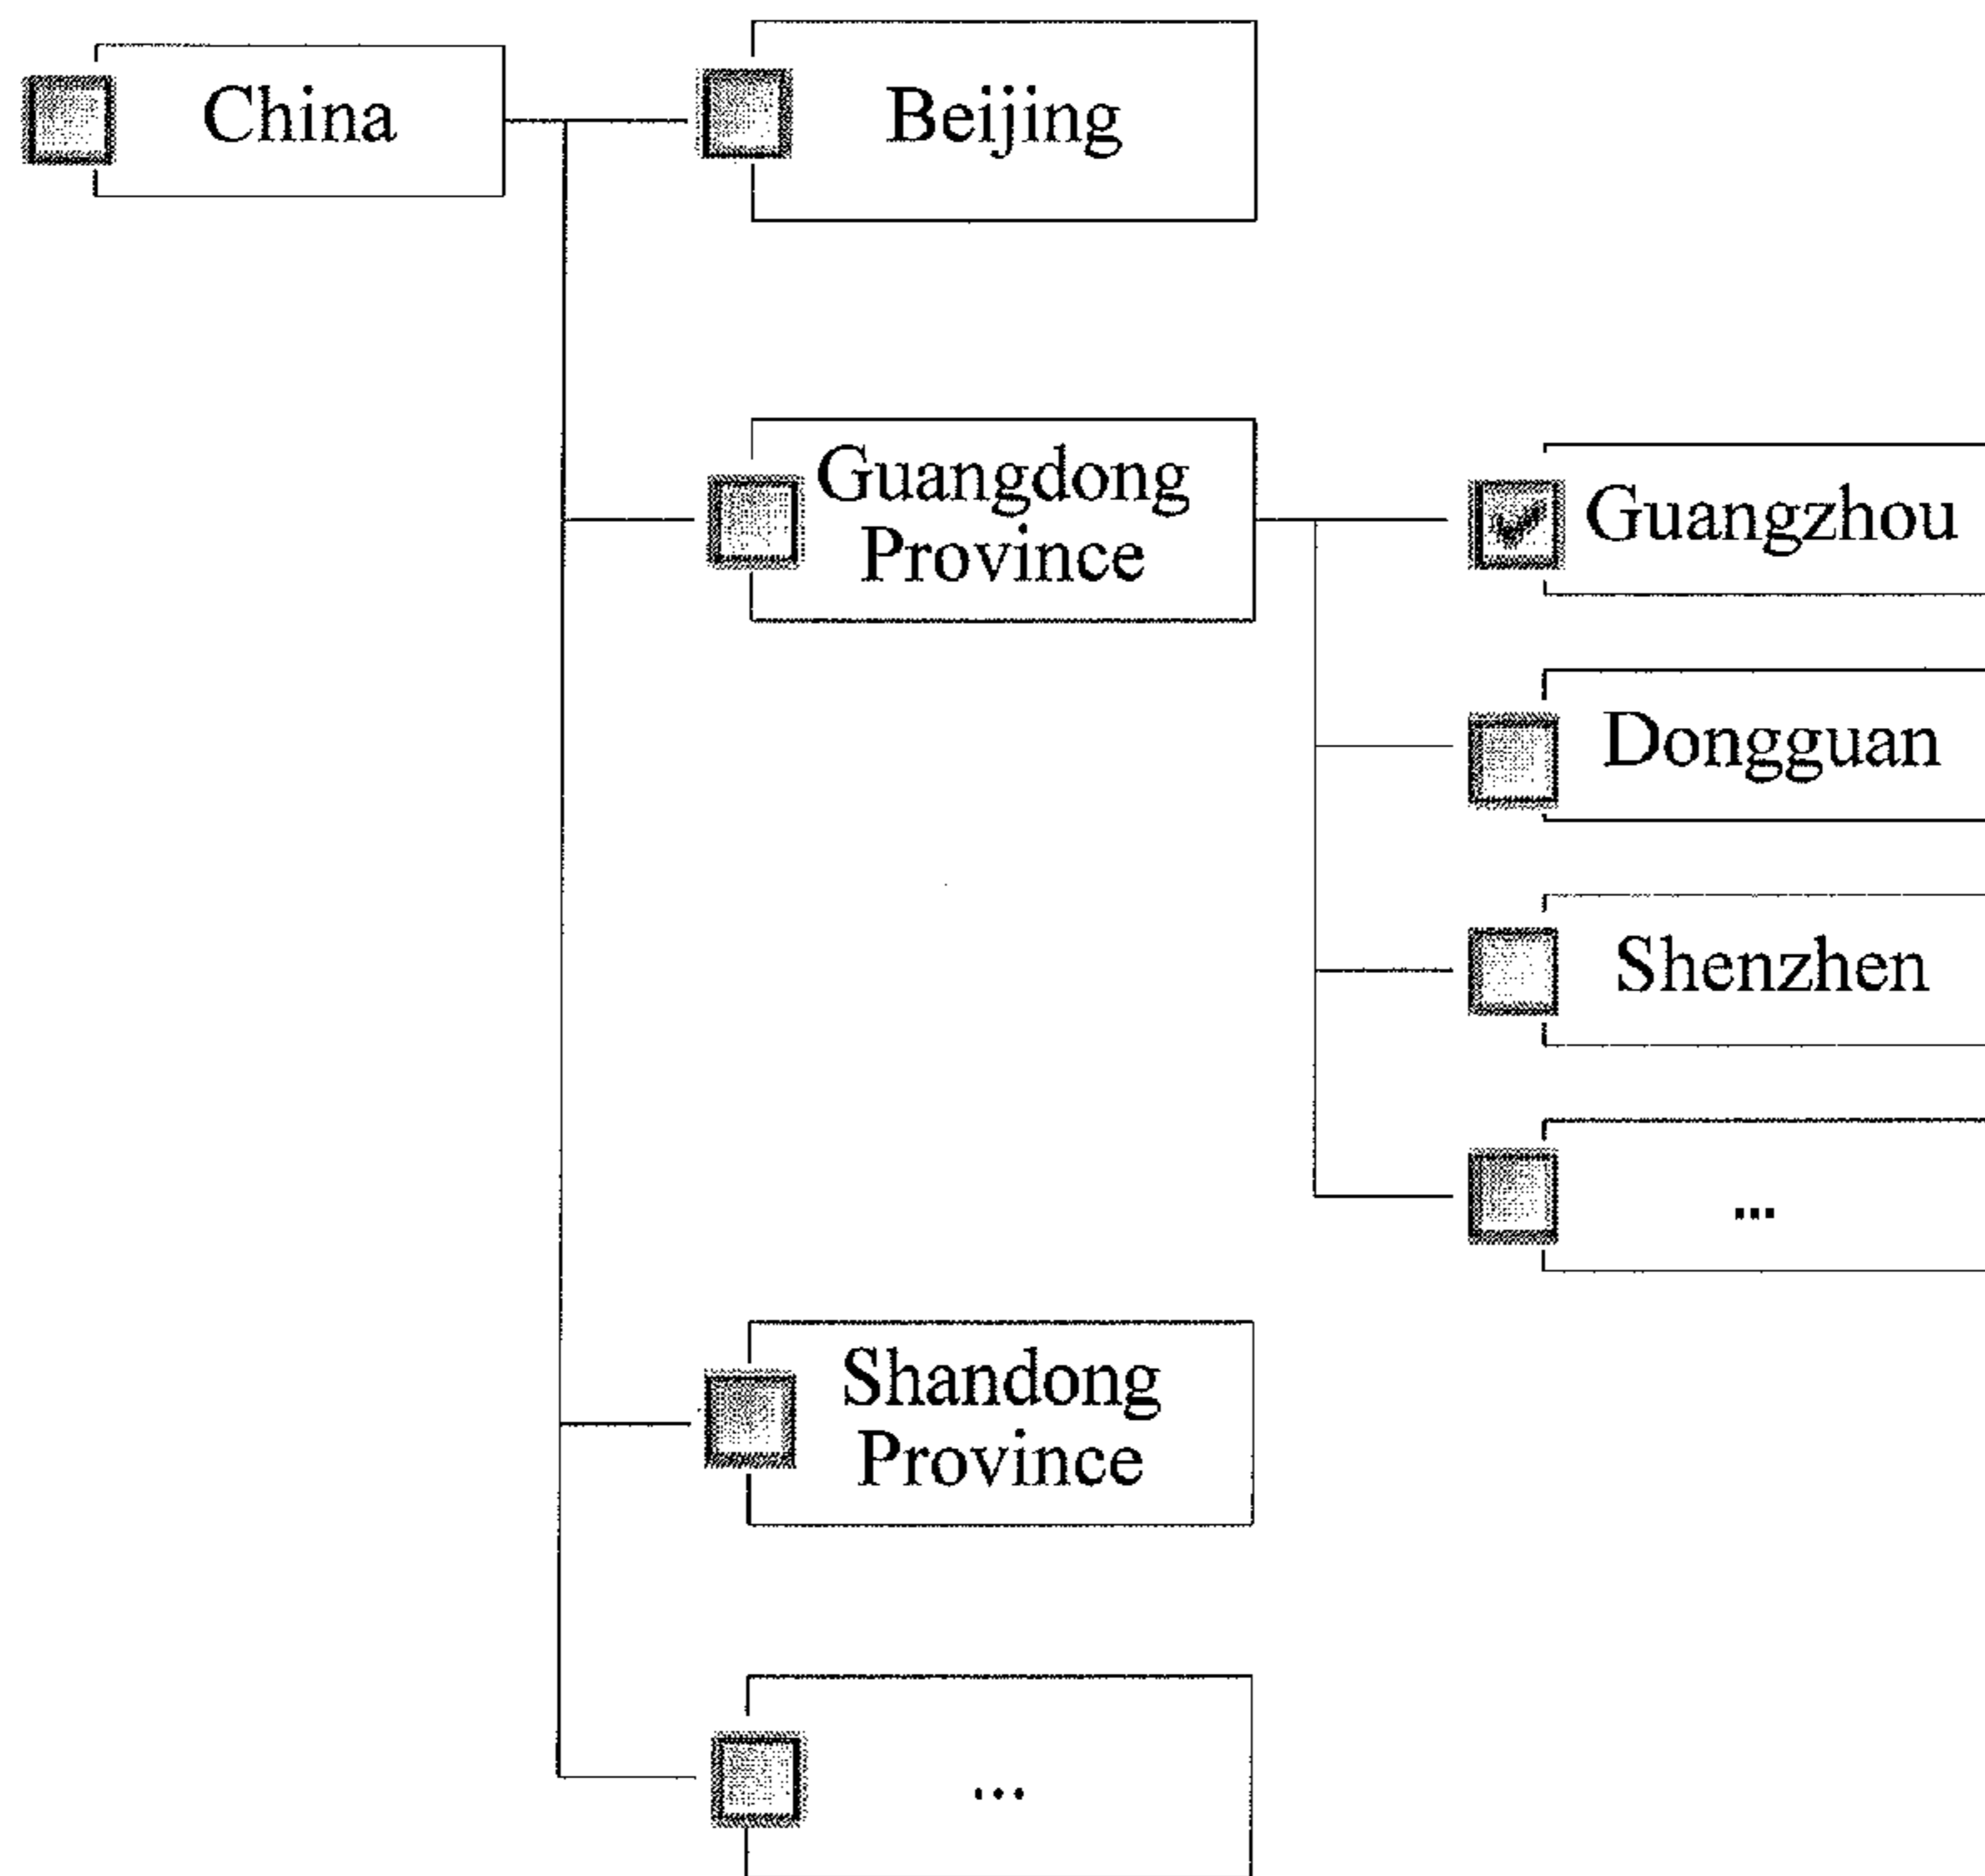 China
Beijing
Guangdong
Province
Guangzhou
Dongguan
Shenzhen
...
Shandong
Province
...